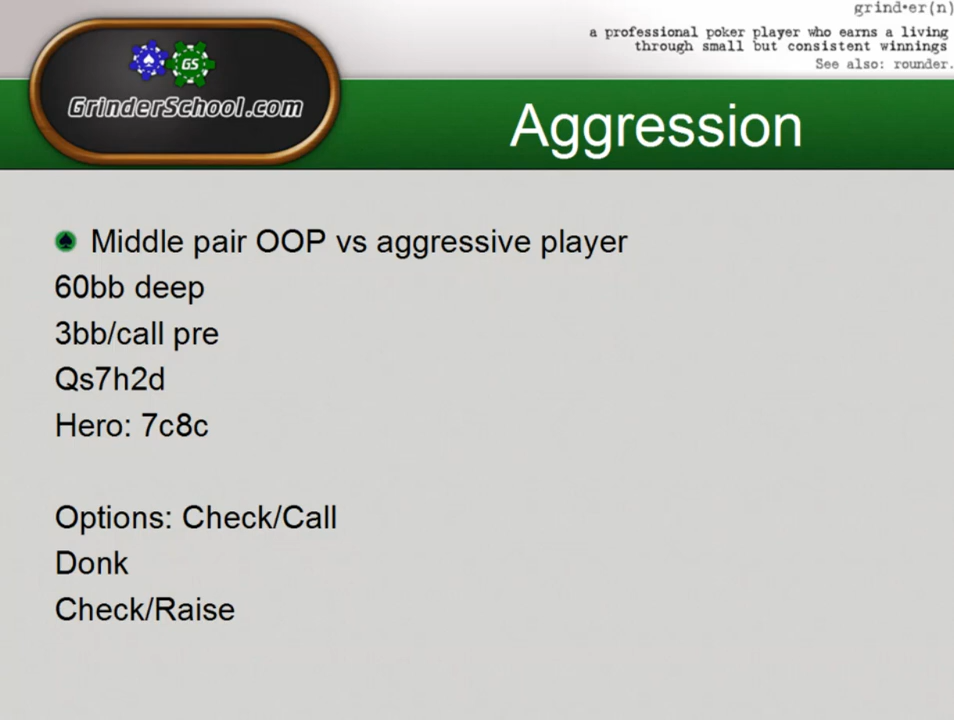 grind•er(n)
a professional poker player who earns a living
through small but consistent winnings
See also: rounder.
GS
GrinderSchool.com
Aggression
Middle pair OOP vs aggressive player
60bb deep
3bb/call pre
Qs7h2d
Hero: 7c8c
Options: Check/Call
Donk
Check/Raise